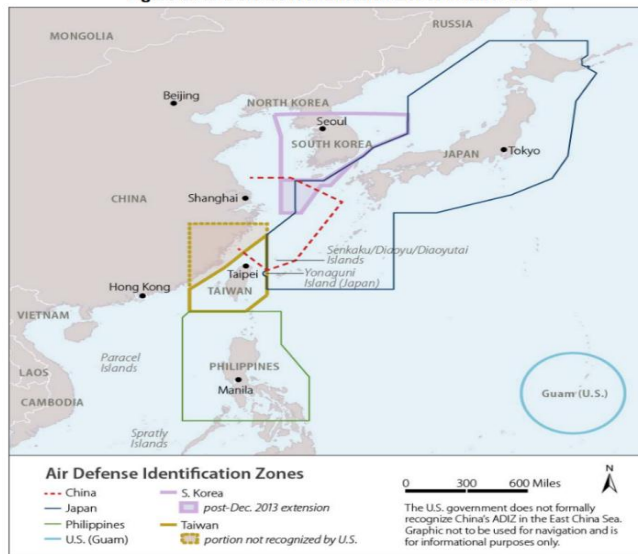 RUSSIA
MONGOLIA
Beijing
NORTH KOREA
Seoul
SOUTH KOREA
JAPAN
Tokyo
CHINA
Shanghai
Senkaku/Diaoyu/Diaoyutai
Islands
Taipei
Yonaguni
Island (Japan)
Hong Kong
TAIWAN
VIETNAM
Paracel
Islands
LAOS
PHILIPPINES
Manila
Guam (U.S.)
CAMBODIA
Spratly
Islands
Air Defense Identification Zones
China
Japan
Philippines
U.S. (Guam)
S. Korea
post-Dec. 2013 extension
Taiwan
portion not recognized by U.S.
0 300 600 Miles
N
The U.S. government does not formally
recognize China's ADIZ in the East China Sea.
Graphic not to be used for navigation and is
for informational purposes only.